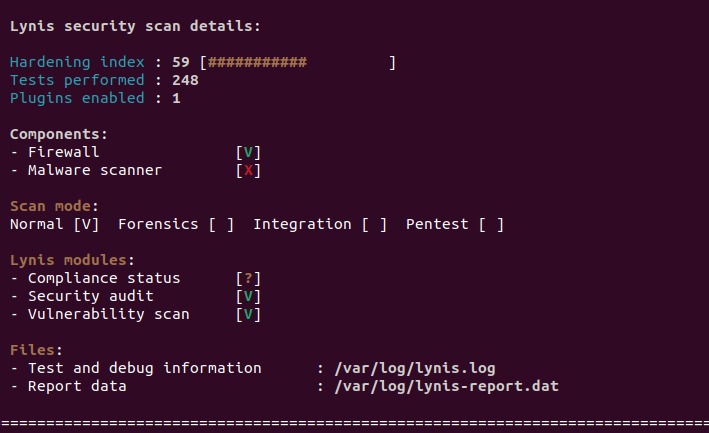 Lynis security scan details:
Hardening index : 59 [########### ]
Tests performed : 248
Plugins enabled : 1
Components:
- Firewall [V]
- Malware scanner [X]
Scan mode:
Normal [V] Forensics [ ] Integration [ ] Pentest [ ]
Lynis modules:
- Compliance status [?]
- Security audit [V]
- Vulnerability scan [V]
Files:
- Test and debug information : /var/log/lynis.log
- Report data : /var/log/lynis-report.dat
===============================================================================